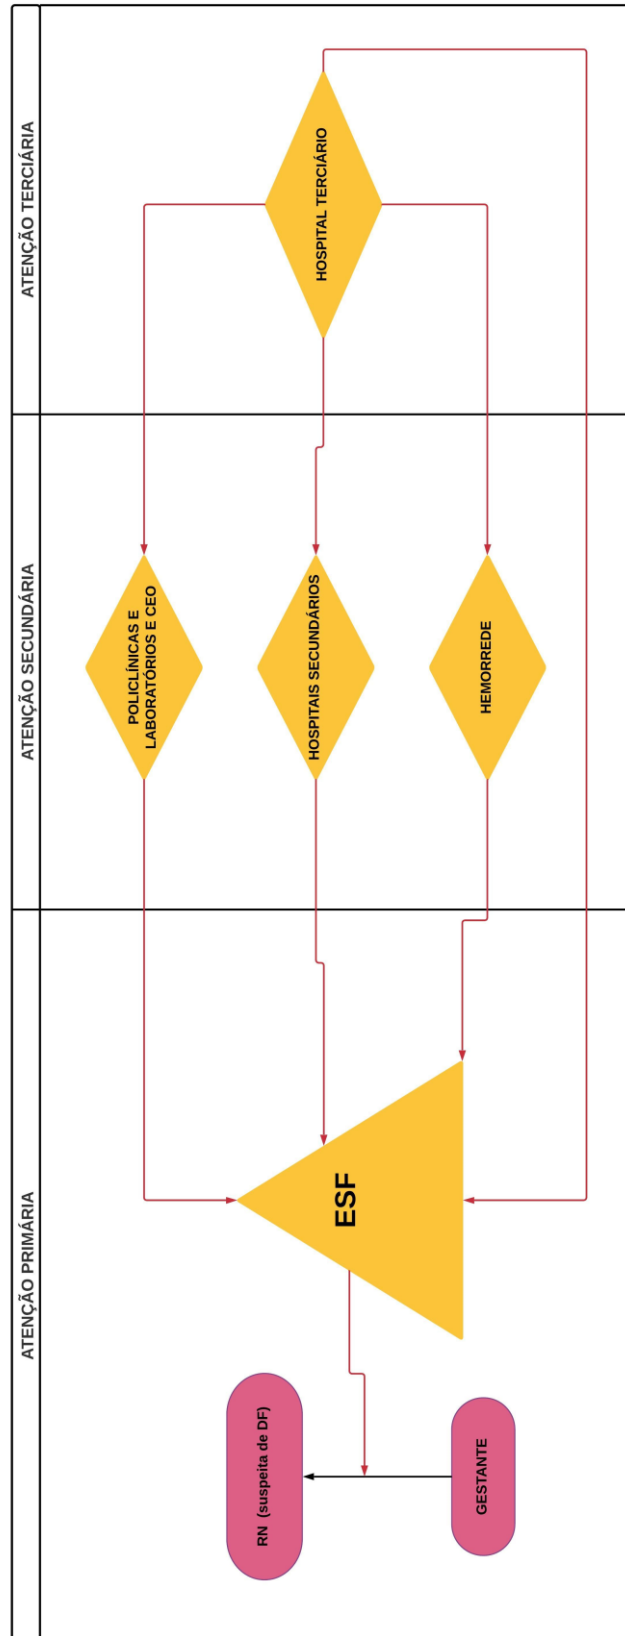 ATENÇÃO TERCIÁRIA
HOSPITAL TERCIÁRIO
ATENÇÃO SECUNDÁRIA
POLICLÍNICAS E
LABORATÓRIOS E CEO
HOSPITAIS SECUNDÁRIOS
HEMORREDE
ATENÇÃO PRIMÁRIA
ESF
RN (suspeita de DF)
GESTANTE